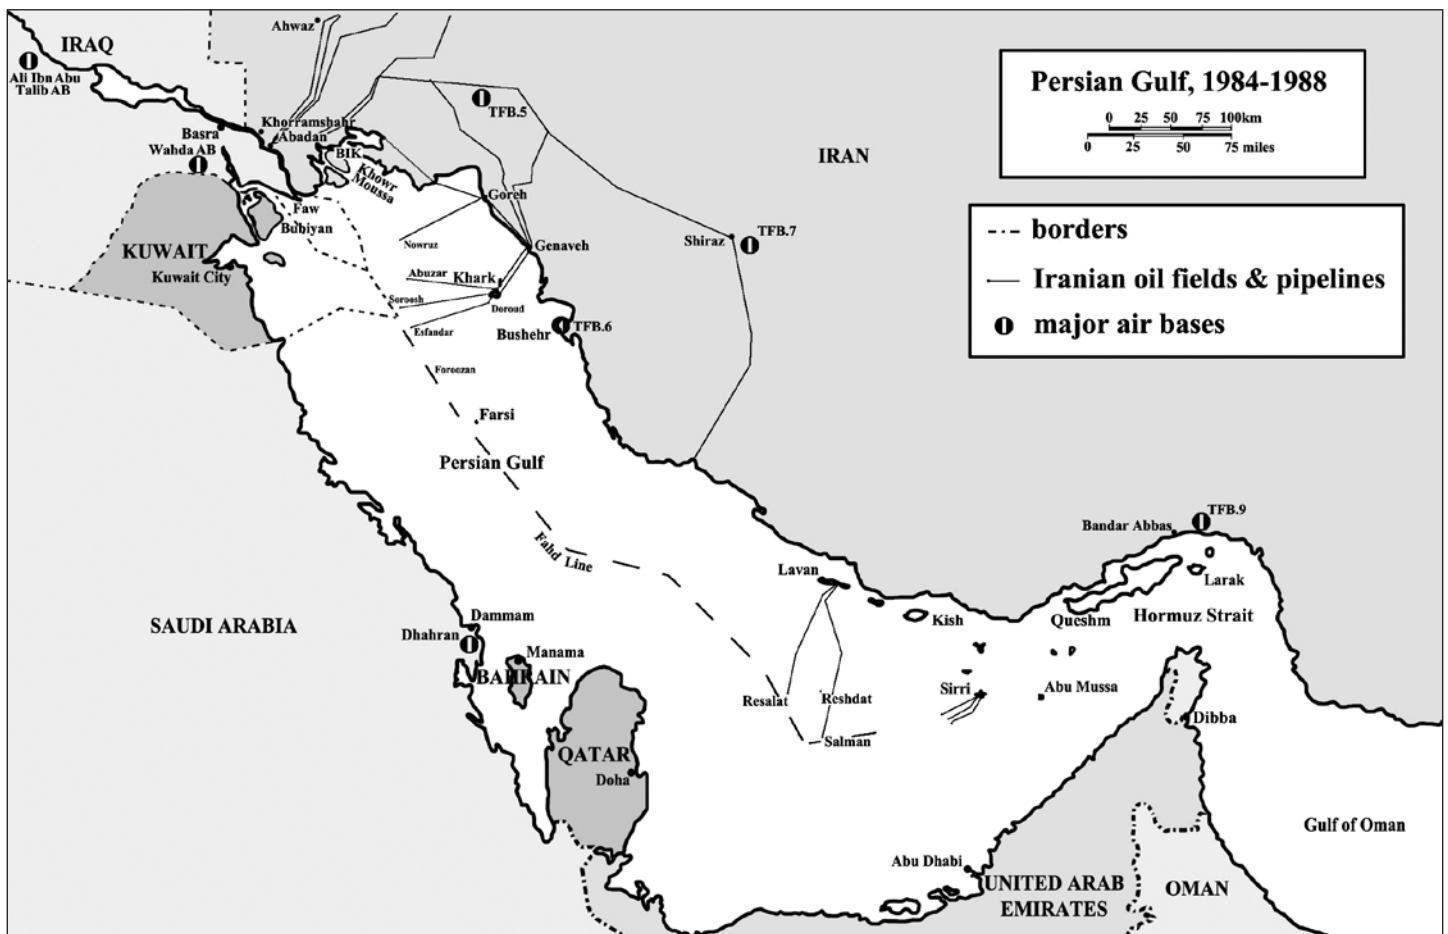 Ahwaz
IRAQ
Ali Ibn Abu
Talib AB
Persian Gulf, 1984-1988
0 25 50 75 100km
0 25 50 75 miles
TFB.5
Khorramshahr
Basra
Abadan
Wahda AB
BIK
IRAN
Khowr
Moussa
Goreh
Faw
Bubiyan
borders
TFB.7
Shiraz
Nowruz
Genaveh
KUWAIT
Kuwait City
Abuzar
Khark
Iranian oil fields & pipelines
Soroosh
Doroud
Esfandar
Bushehr
TFB.6
major air bases
Foroozan
Farsi
Persian Gulf
TFB.9
Bandar Abbas
Fahd Line
Lavan
Larak
Kish
Queshm
Hormuz Strait
SAUDI ARABIA
Dammam
Dhahran
Manama
BAHRAIN
Sirri
Abu Mussa
Resalat
Reshdat
Dibba
Salman
QATAR
Doha
Gulf of Oman
Abu Dhabi
UNITED ARAB
EMIRATES
OMAN